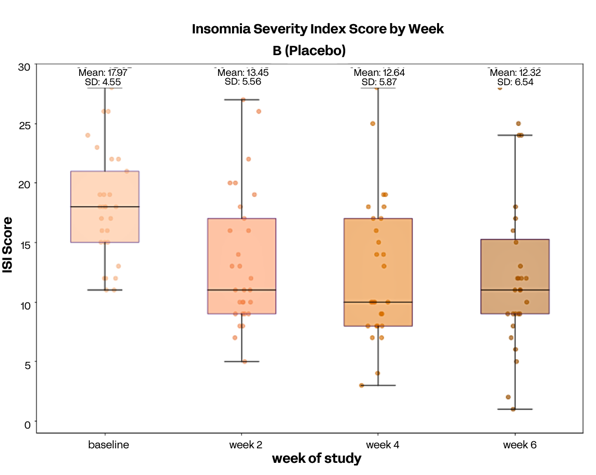 Insomnia Severity Index Score by Week
B (Placebo)
ISI Score
30
25
20
15
10
5
0
Mean: 17.97
SD: 4.55
Mean: 13.45
SD: 5.56
Mean: 12.64
SD: 5.87
Mean: 12.32
SD: 6.54
baseline
week 2
week 4
week 6
week of study